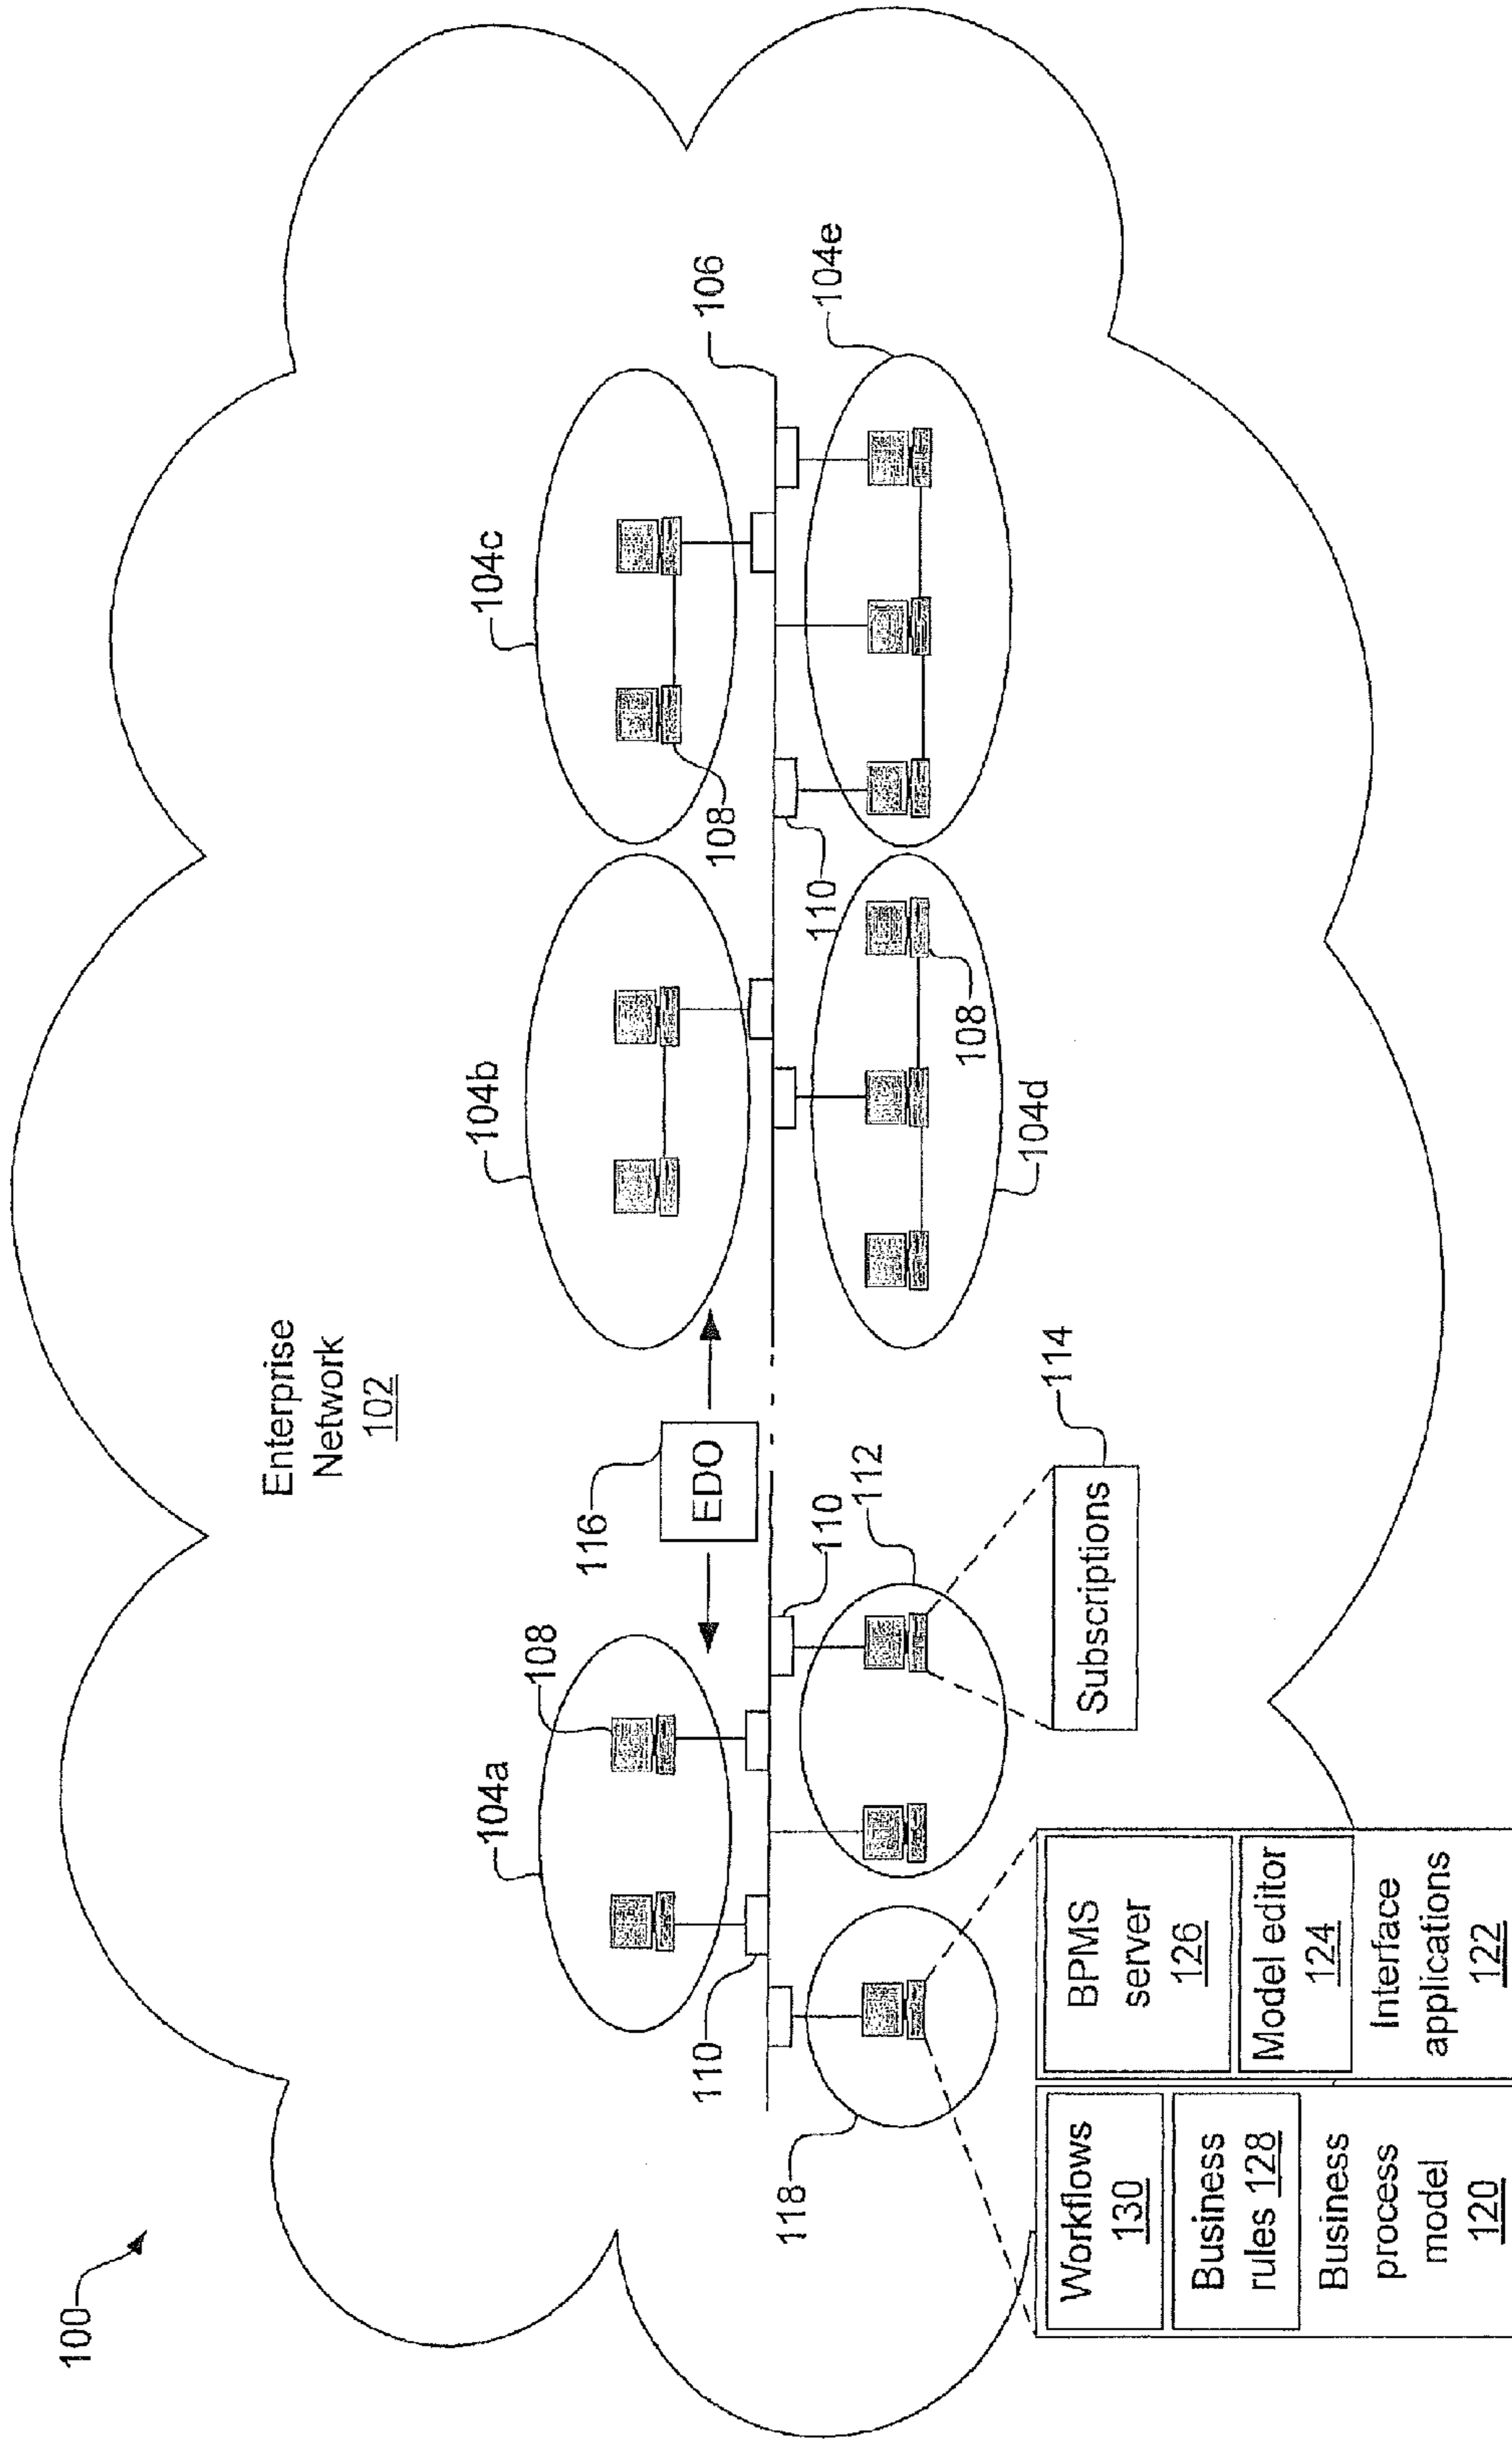 100
Enterprise
Network
102
104a
104b
104c
108
116
EDO
106
108
110
110
112
110
104e
118
108
104d
114
Subscriptions
Workflows
130
Business
rules 128
Business
process
model
120
BPMS
server
126
Model editor
124
Interface
applications
122